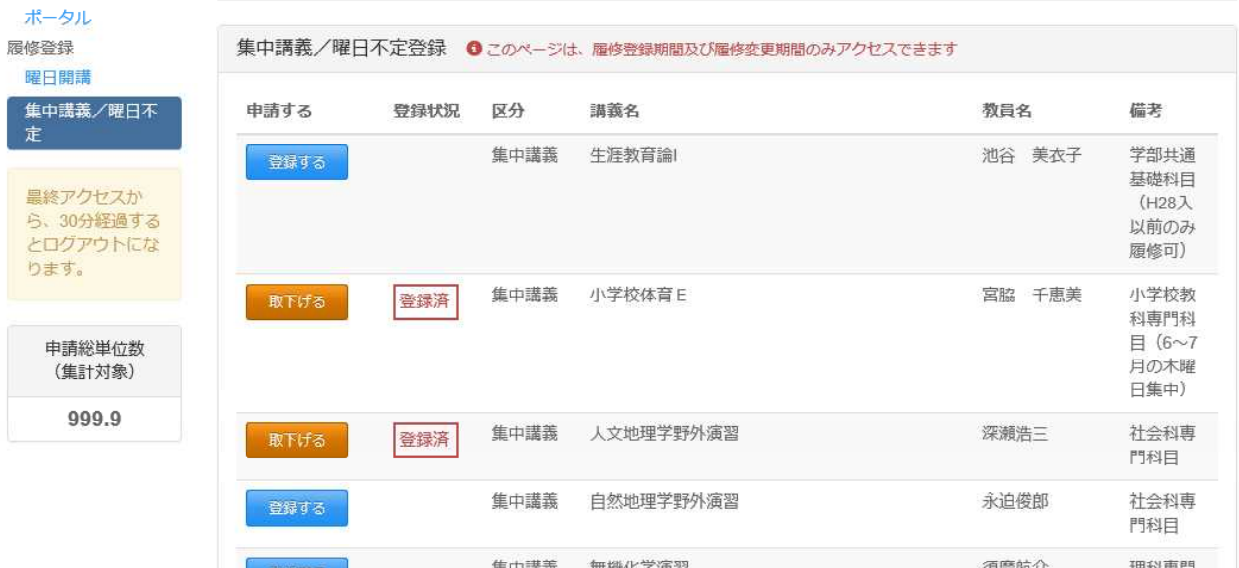 ポータル
履修登録
曜日開講
集中講義／曜日不
定
最終アクセスか
ら、30分経過する
とログアウトにな
ります。
申請総単位数
（集計対象）
999.9
集中講義／曜日不定登録 このページは、履修登録期間及び履修変更期間のみアクセスできます
申請する 登録状況 区分 講義名 教員名 備考
登録する 集中講義 生涯教育論I 池谷　美衣子 学部共通
基礎科目
（H28入
以前のみ
履修可）
取下げる 登録済 集中講義 小学校体育Ｅ 宮脇　千恵美 小学校教
科専門科
目（6〜7
月の木曜
日集中）
取下げる 登録済 集中講義 人文地理学野外演習 深瀬浩三 社会科専
門科目
登録する 集中講義 自然地理学野外演習 永迫俊郎 社会科専
門科目
集中講義 無機化学演習